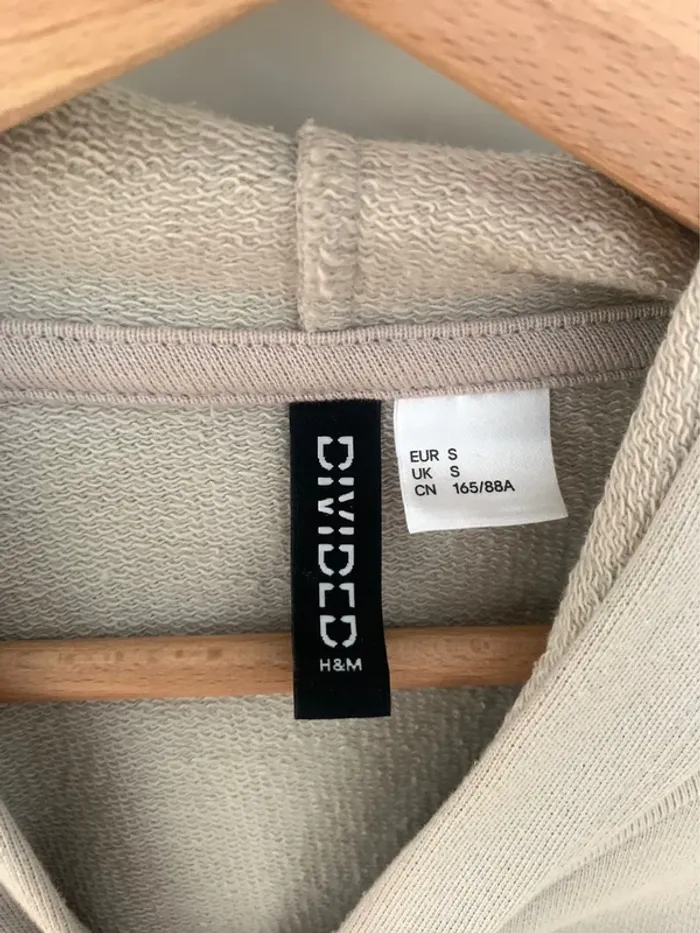 DIVIDED
H&M
EUR S
UK S
CN 165/88A